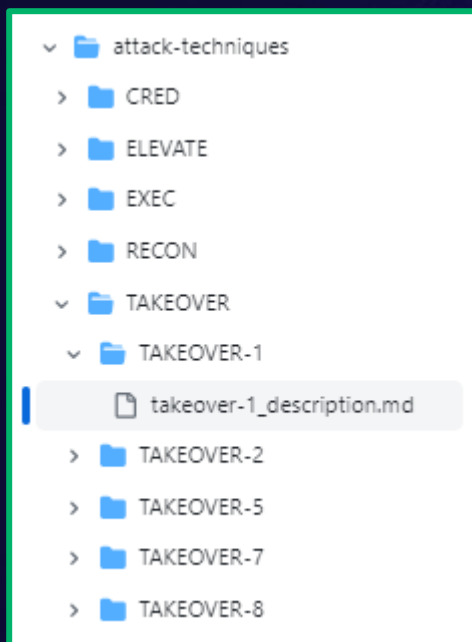 attack-techniques
CRED
ELEVATE
EXEC
RECON
TAKEOVER
TAKEOVER-1
takeover-1_description.md
TAKEOVER-2
TAKEOVER-5
TAKEOVER-7
TAKEOVER-8